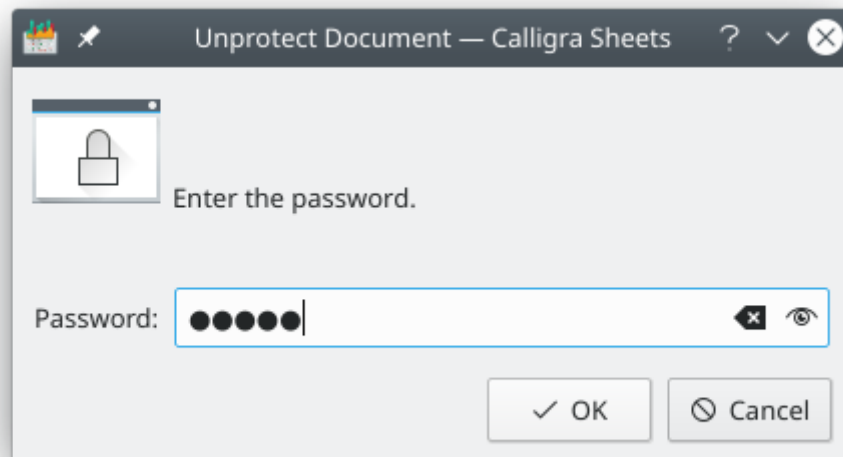 Unprotect Document — Calligra Sheets
Enter the password.
Password: ●●●●●
OK Cancel